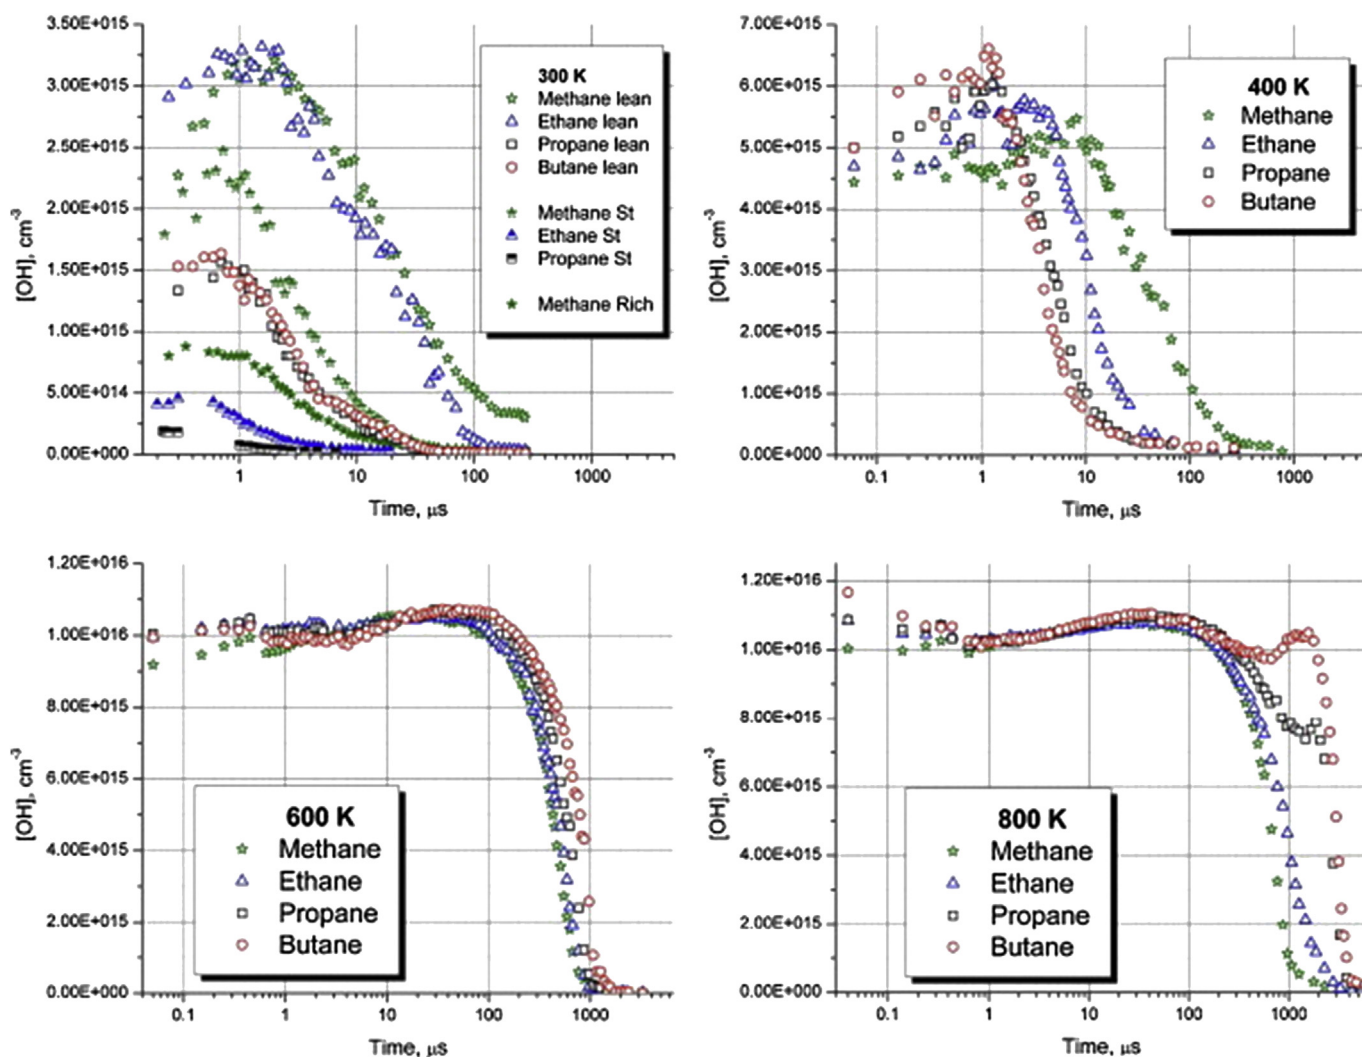 3.50E+015
3.00E+015
2.50E+015
2.00E+015
1.50E+015
1.00E+015
5.00E+014
0.00E+000
[OH], cm-3
1 10 100 1000
Time, μs
300 K
Methane lean
Ethane lean
Propane lean
Butane lean
Methane St
Ethane St
Propane St
Methane Rich
7.00E+015
6.00E+015
5.00E+015
4.00E+015
3.00E+015
2.00E+015
1.00E+015
0.00E+000
[OH], cm-3
0.1 1 10 100 1000
Time, μs
400 K
Methane
Ethane
Propane
Butane
1.20E+016
1.00E+016
8.00E+015
6.00E+015
4.00E+015
2.00E+015
0.00E+000
[OH], cm-3
0.1 1 10 100 1000
Time, μs
600 K
Methane
Ethane
Propane
Butane
1.20E+016
1.00E+016
8.00E+015
6.00E+015
4.00E+015
2.00E+015
0.00E+000
[OH], cm-3
0.1 1 10 100 1000
Time, μs
800 K
Methane
Ethane
Propane
Butane